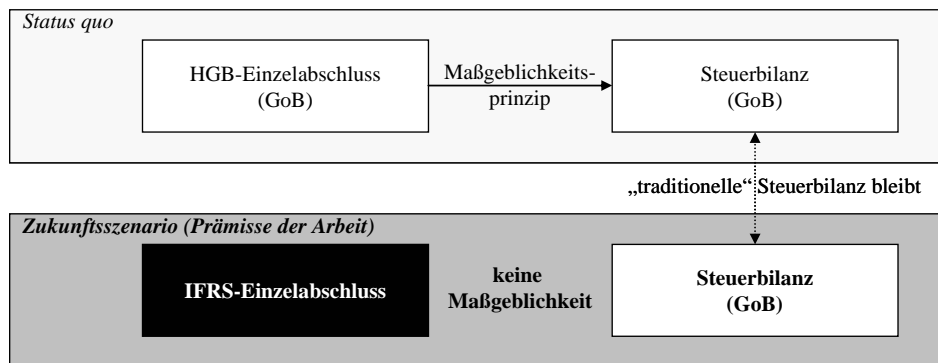 Status quo
HGB-Einzelabschluss
(GoB)
Maßgeblichkeits-
prinzip
Steuerbilanz
(GoB)
„traditionelle“ Steuerbilanz bleibt
Zukunftsszenario (Prämisse der Arbeit)
IFRS-Einzelabschluss
keine
Maßgeblichkeit
Steuerbilanz
(GoB)